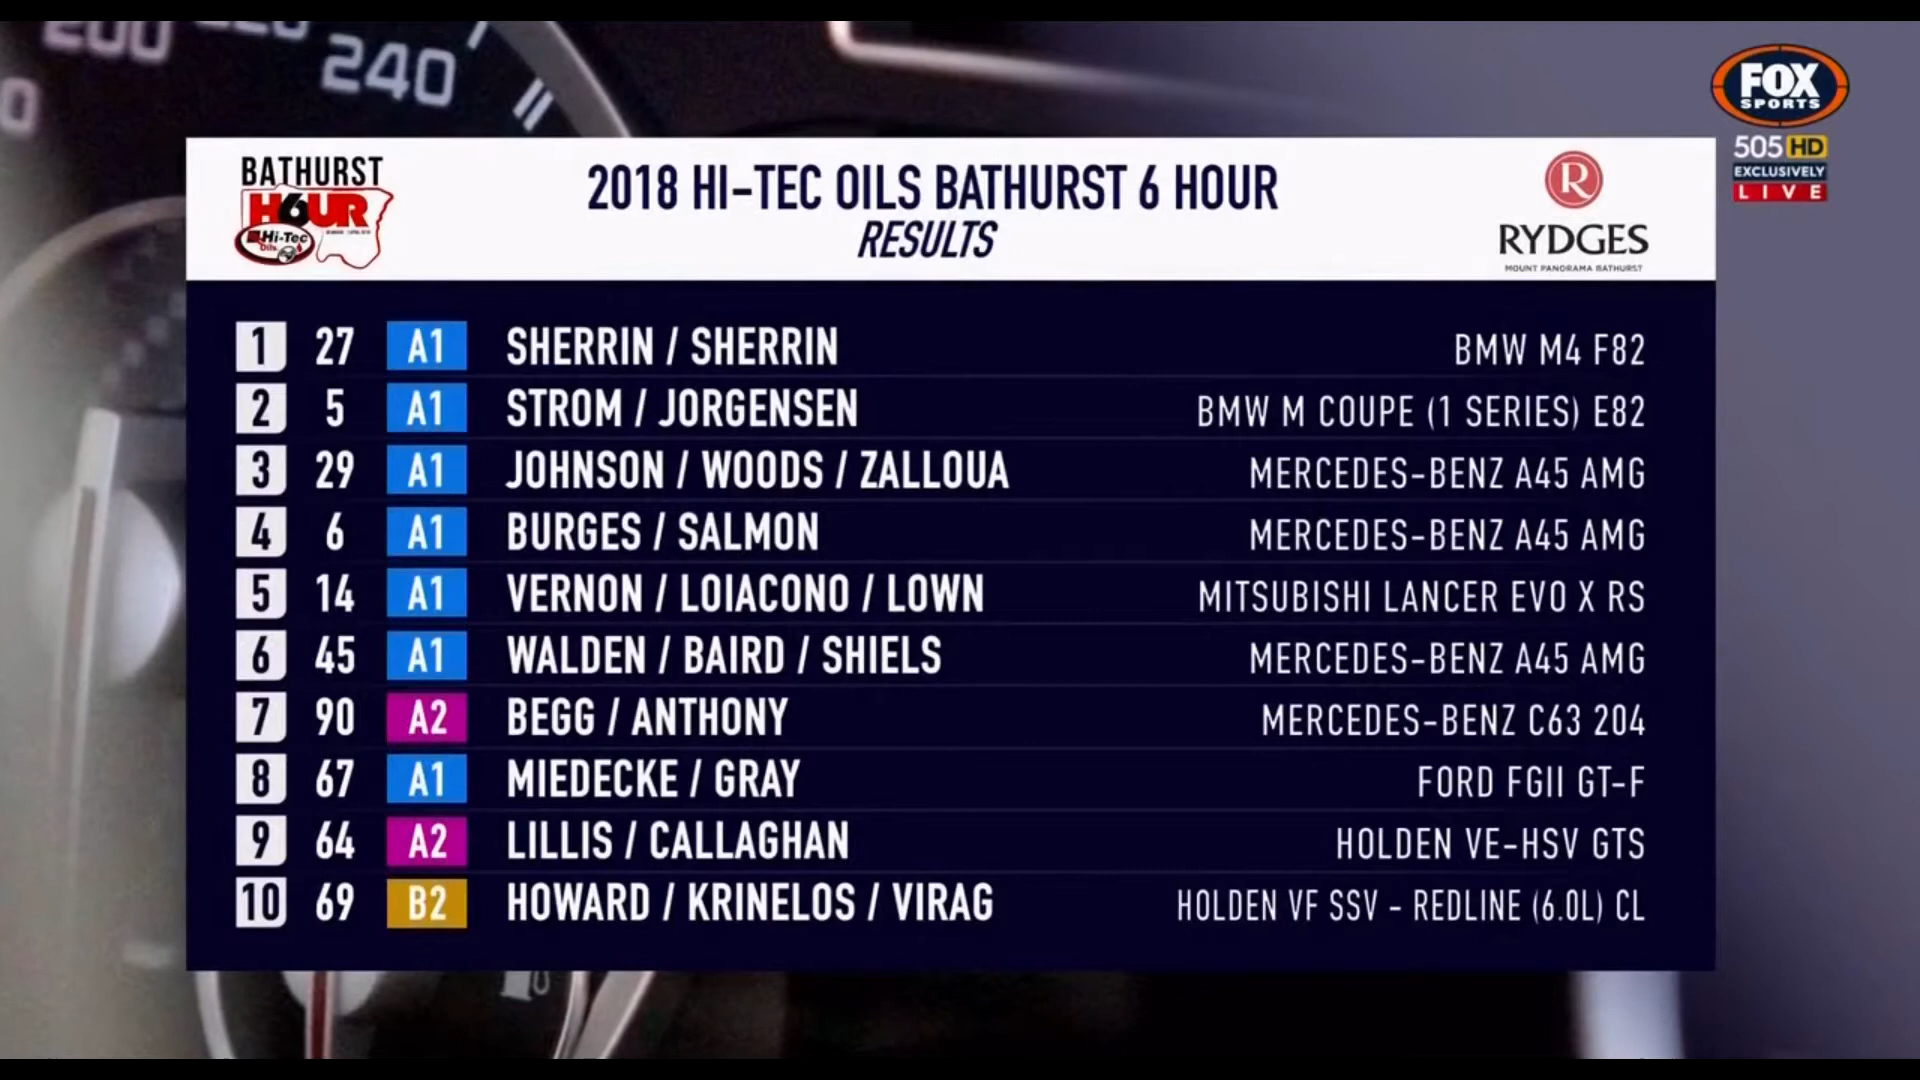 200 220 240
0
FOX
SPORTS
505 HD
EXCLUSIVELY
LIVE
BATHURST
6 HOUR
Hi-Tec
Oils
2018 HI-TEC OILS BATHURST 6 HOUR
RESULTS
R
RYDGES
MOUNT PANORAMA BATHURST
1 27 A1 SHERRIN / SHERRIN BMW M4 F82
2 5 A1 STROM / JORGENSEN BMW M COUPE (1 SERIES) E82
3 29 A1 JOHNSON / WOODS / ZALLOUA MERCEDES-BENZ A45 AMG
4 6 A1 BURGES / SALMON MERCEDES-BENZ A45 AMG
5 14 A1 VERNON / LOIACONO / LOWN MITSUBISHI LANCER EVO X RS
6 45 A1 WALDEN / BAIRD / SHIELS MERCEDES-BENZ A45 AMG
7 90 A2 BEGG / ANTHONY MERCEDES-BENZ C63 204
8 67 A1 MIEDECKE / GRAY FORD FGII GT-F
9 64 A2 LILLIS / CALLAGHAN HOLDEN VE-HSV GTS
10 69 B2 HOWARD / KRINELOS / VIRAG HOLDEN VF SSV - REDLINE (6.0L) CL